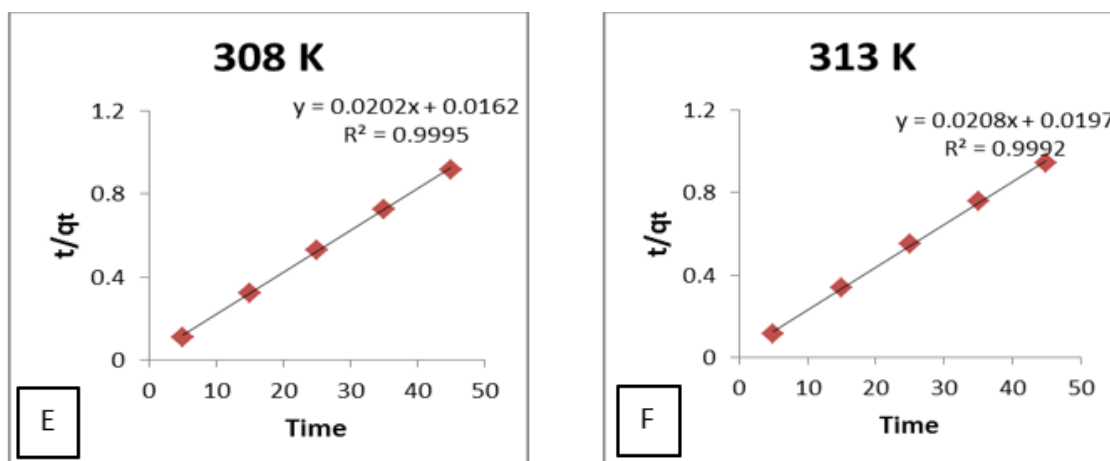 308 K
y = 0.0202x + 0.0162
R² = 0.9995
1.2
0.8
0.4
0
t/qt
0 10 20 30 40 50
Time
E
313 K
y = 0.0208x + 0.0197
R² = 0.9992
1.2
0.8
0.4
0
t/qt
0 10 20 30 40 50
Time
F